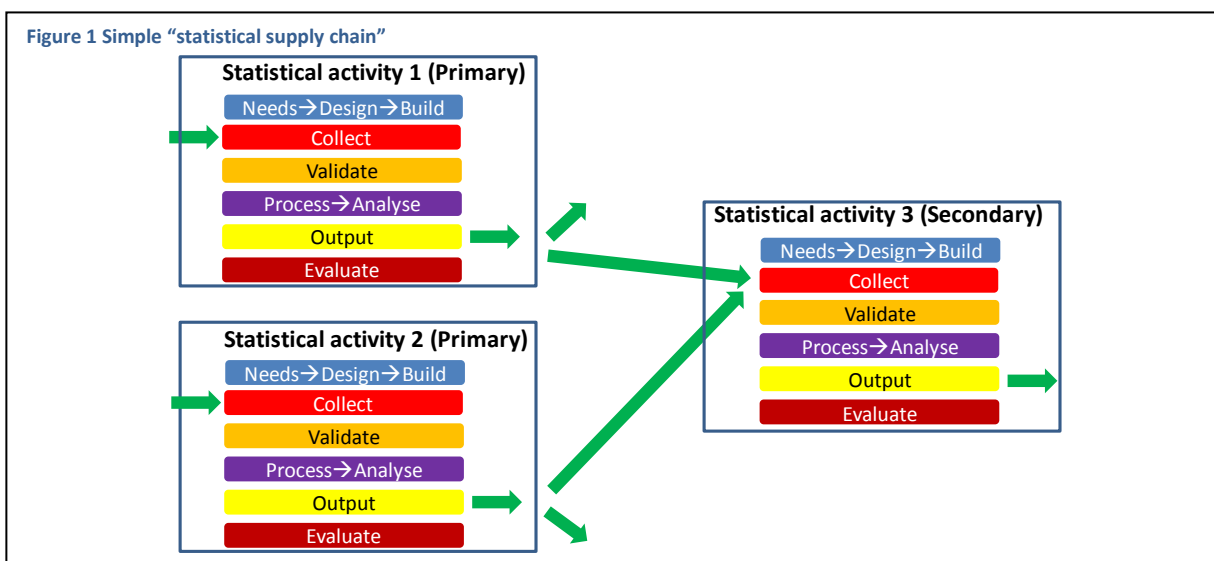 Figure 1 Simple “statistical supply chain”
Statistical activity 1 (Primary)
Needs→Design→Build
Collect
Validate
Process→Analyse
Output
Evaluate
Statistical activity 2 (Primary)
Needs→Design→Build
Collect
Validate
Process→Analyse
Output
Evaluate
Statistical activity 3 (Secondary)
Needs→Design→Build
Collect
Validate
Process→Analyse
Output
Evaluate